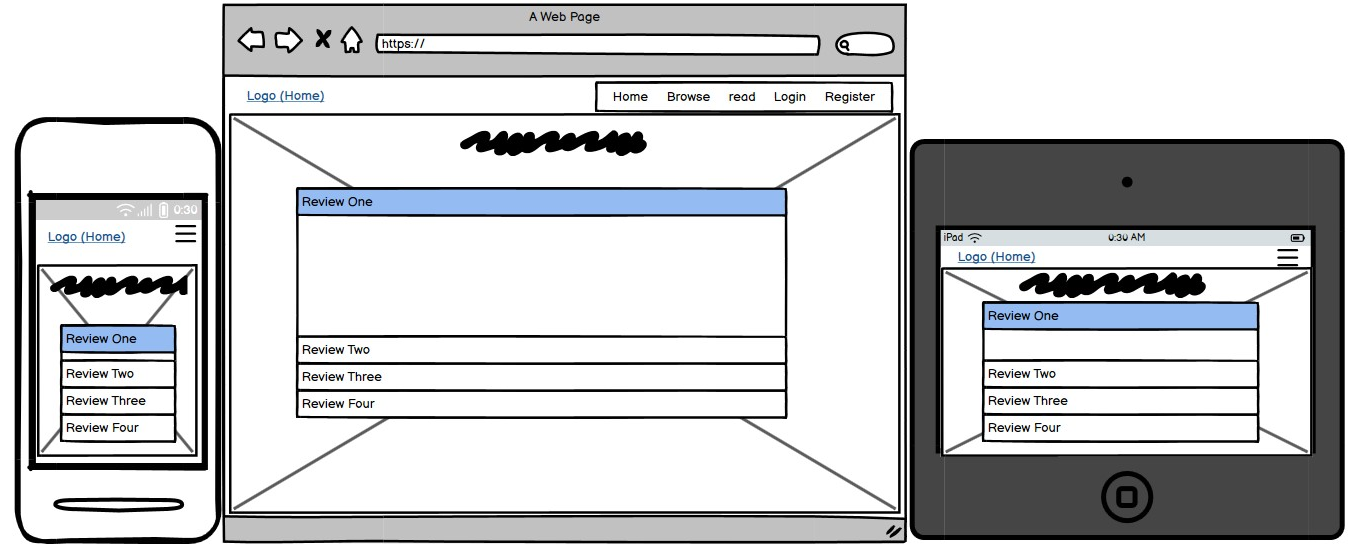 0:30
Logo (Home)
Review One
Review Two
Review Three
Review Four
A Web Page
https://
Logo (Home)
Home Browse read Login Register
Review One
Review Two
Review Three
Review Four
iPad 0:30 AM
Logo (Home)
Review One
Review Two
Review Three
Review Four